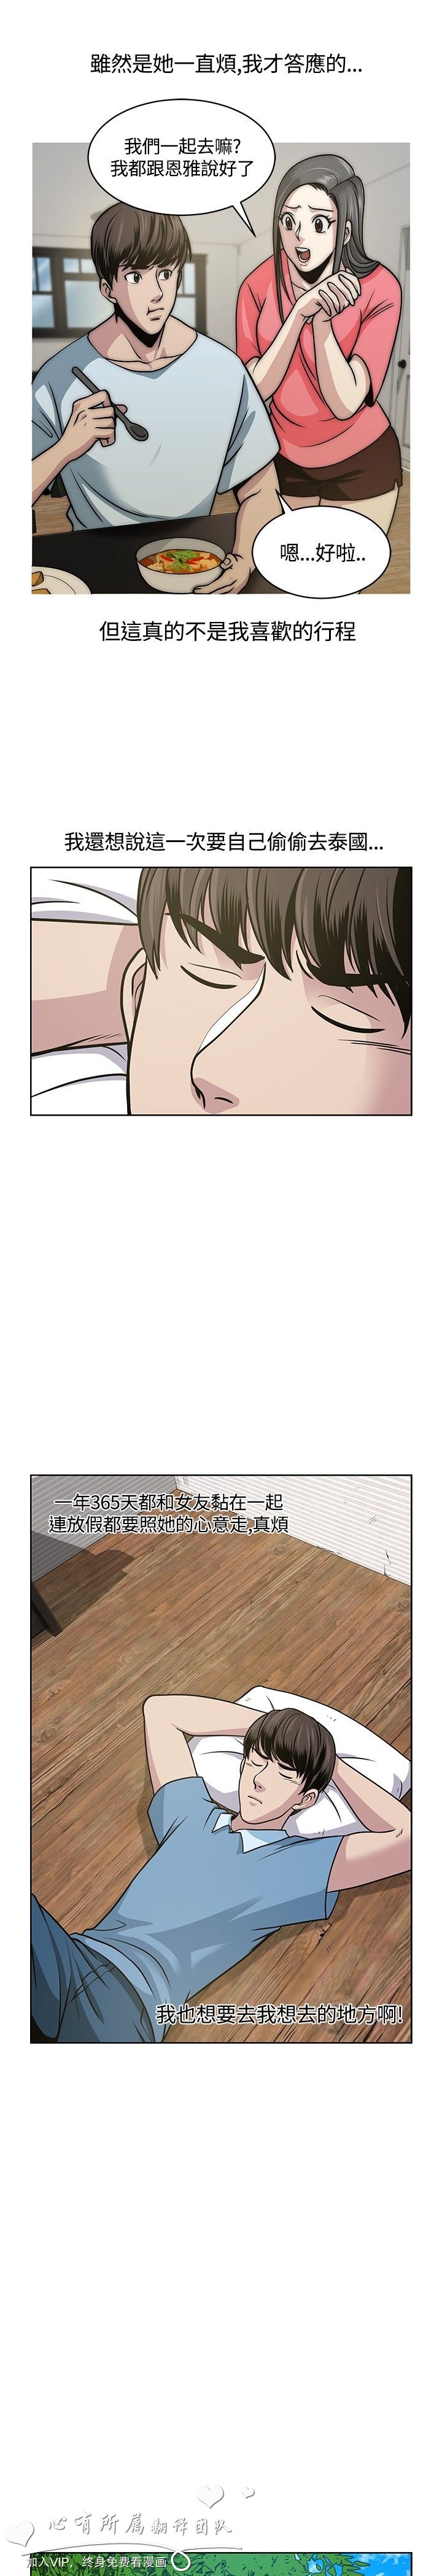 雖然是她一直煩,我才答應的...
我們一起去嘛?
我都跟恩雅說好了
嗯...好啦..
但這真的不是我喜歡的行程
我還想說這一次要自己偷偷去泰國...
一年365天都和女友黏在一起
連放假都要照她的心意走,真煩
我也想要去我想去的地方啊!
心有所属翻译团队
加入VIP，终身免费看漫画